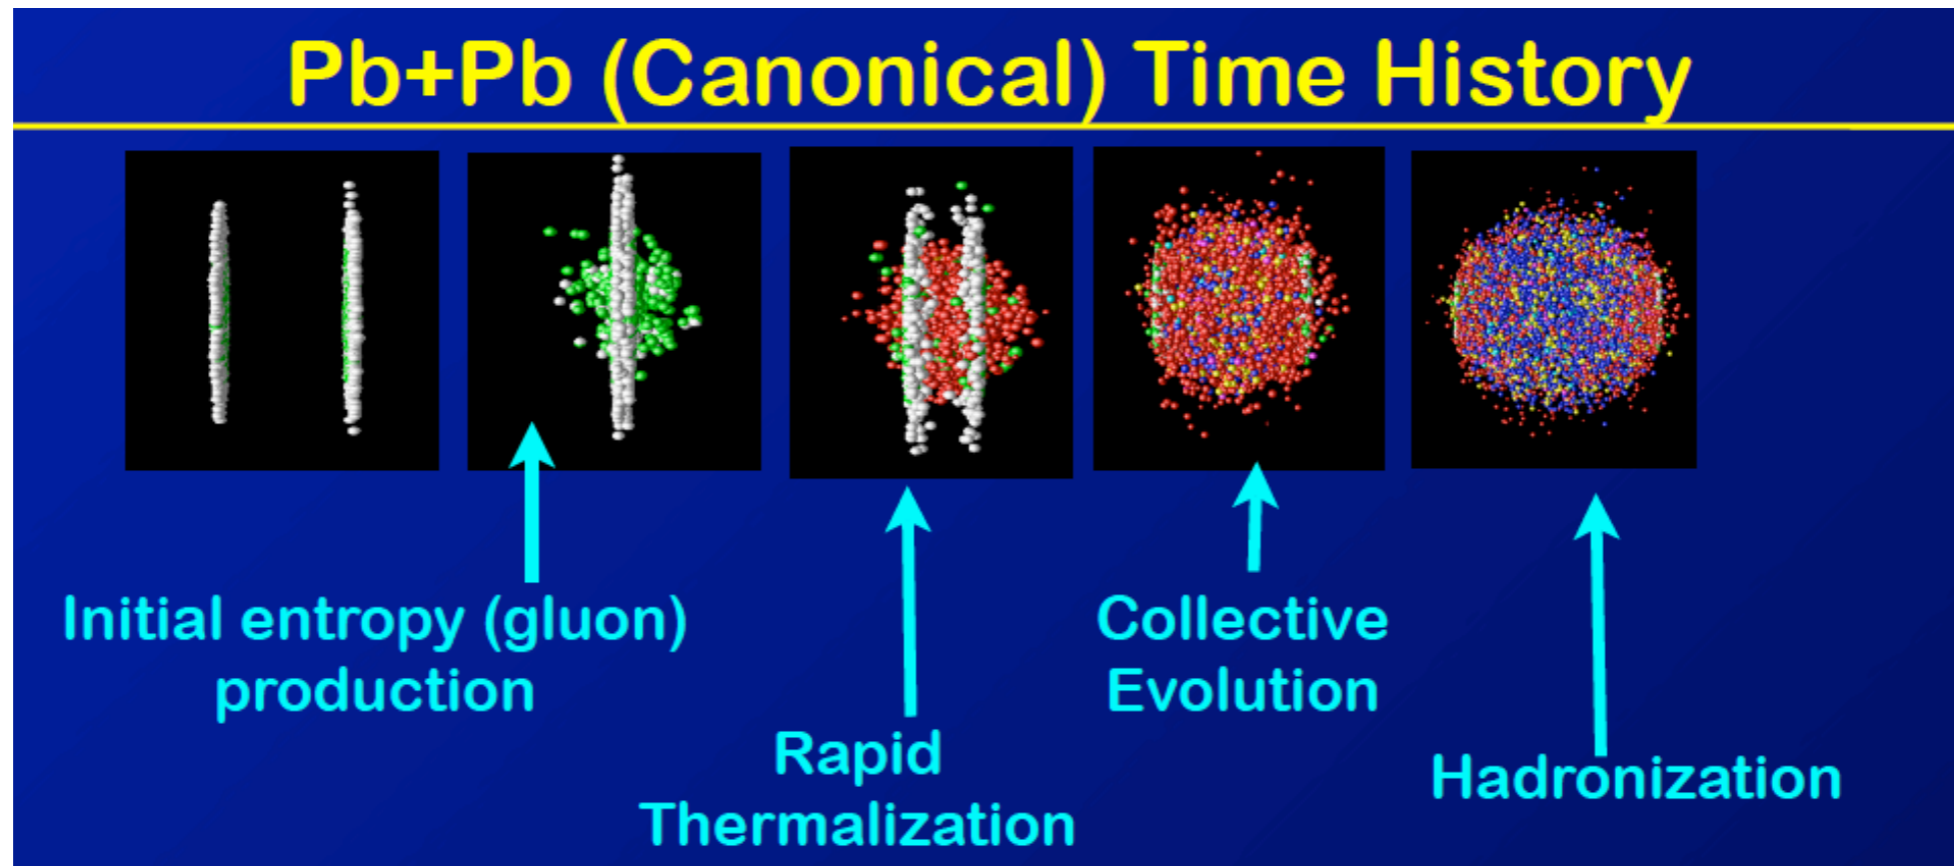 Pb+Pb (Canonical) Time History
Initial entropy (gluon)
production
Rapid
Thermalization
Collective
Evolution
Hadronization